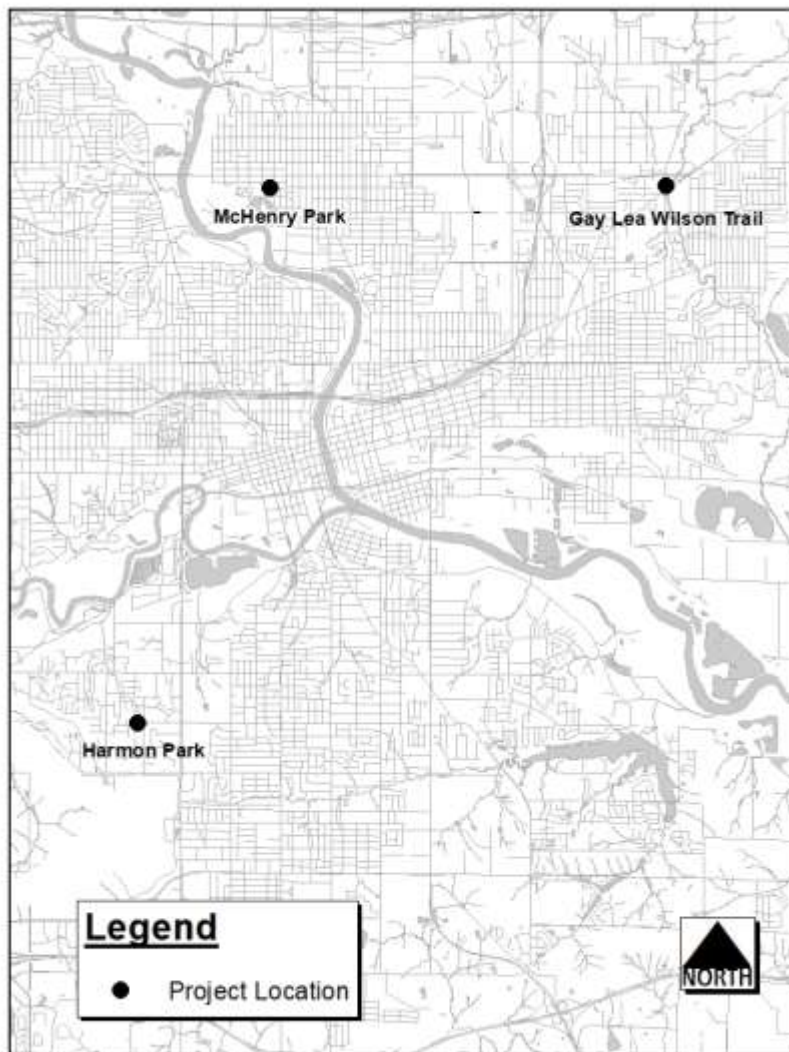 McHenry Park
Gay Lea Wilson Trail
Harmon Park
Legend
Project Location
NORTH